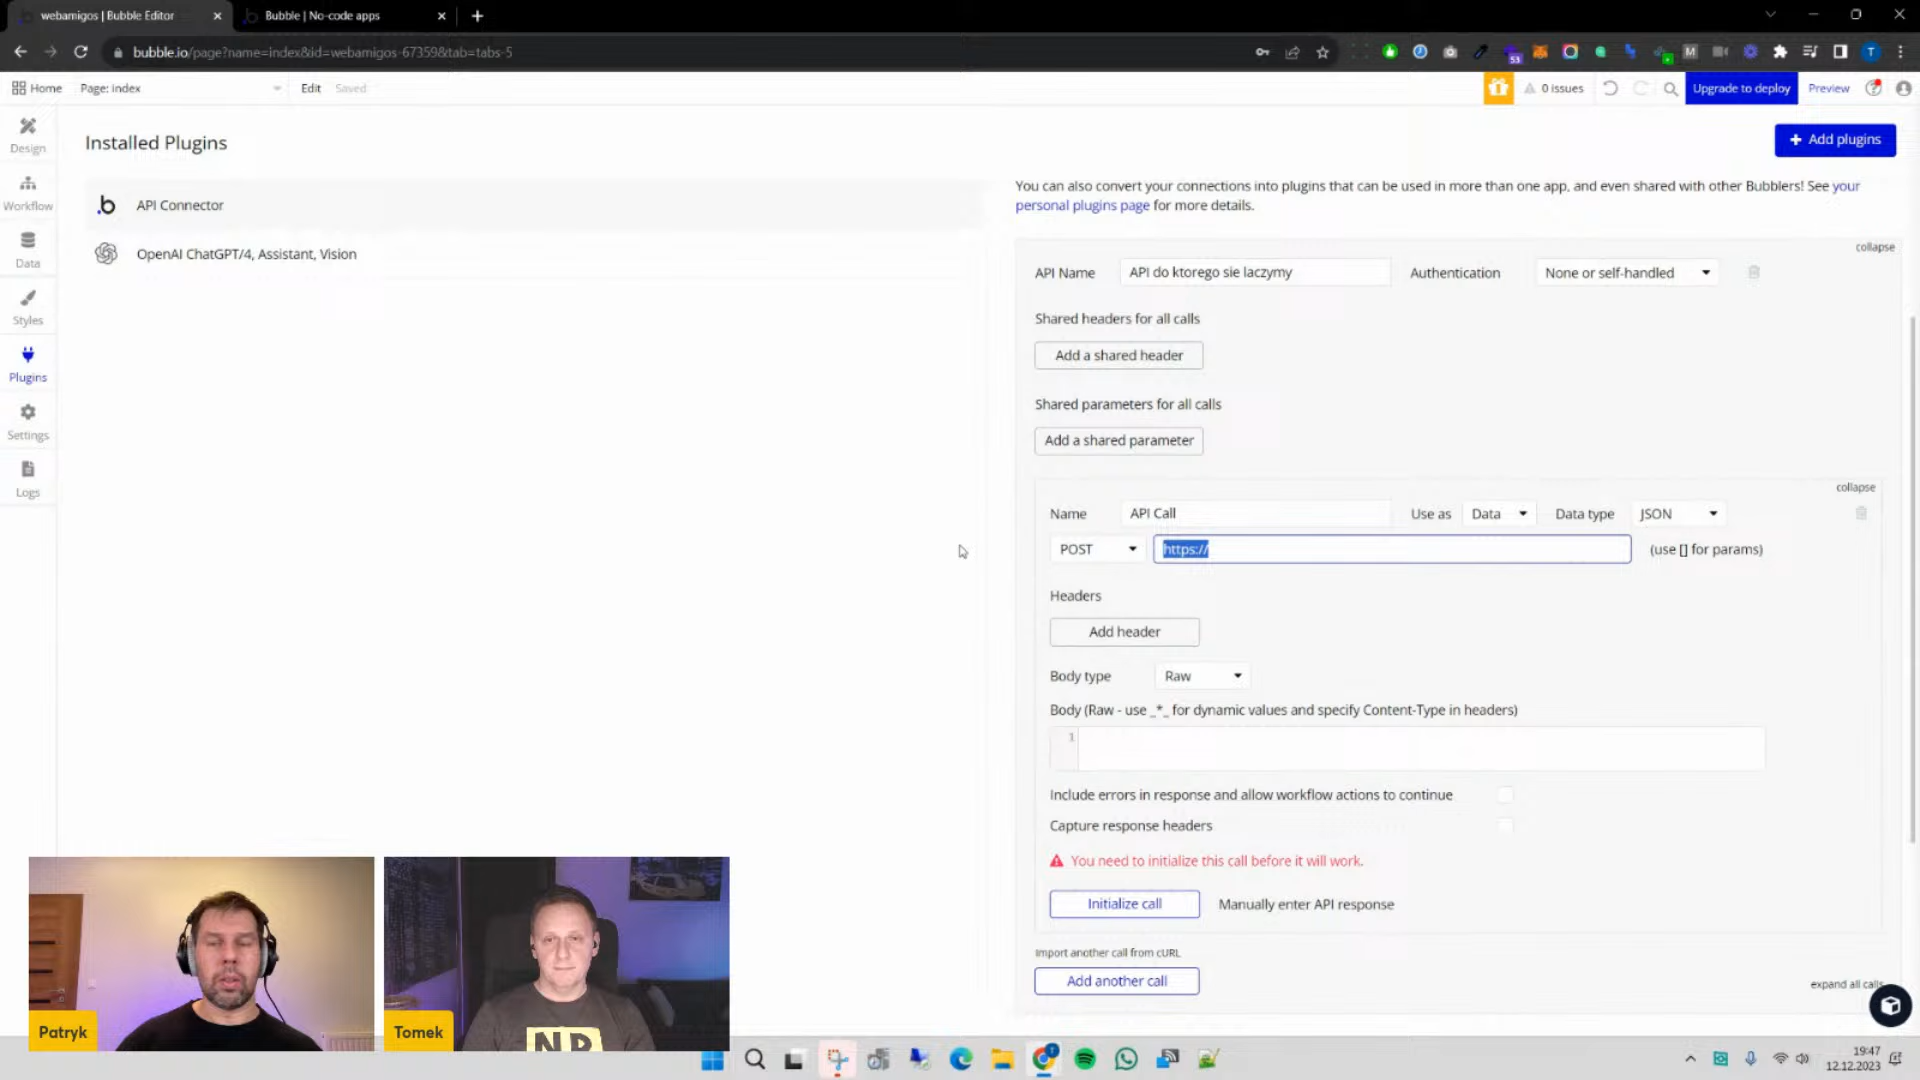 webamigos | Bubble Editor
Bubble | No-code apps
bubble.io/page?name=index&id=webamigos-67359&tab=tabs-5
53
M
T
Home
Page: index
Edit
Saved
0 issues
Upgrade to deploy
Preview
Design
Workflow
Data
Styles
Plugins
Settings
Logs
Installed Plugins
+ Add plugins
API Connector
OpenAI ChatGPT/4, Assistant, Vision
You can also convert your connections into plugins that can be used in more than one app, and even shared with other Bubblers! See your
personal plugins page for more details.
collapse
API Name
API do ktorego sie laczymy
Authentication
None or self-handled
Shared headers for all calls
Add a shared header
Shared parameters for all calls
Add a shared parameter
collapse
Name
API Call
Use as
Data
Data type
JSON
POST
https://
(use [] for params)
Headers
Add header
Body type
Raw
Body (Raw - use _*_ for dynamic values and specify Content-Type in headers)
1
Include errors in response and allow workflow actions to continue
Capture response headers
You need to initialize this call before it will work.
Initialize call
Manually enter API response
Import another call from cURL
Add another call
expand all calls
Patryk
Tomek
T
19:47
12.12.2023